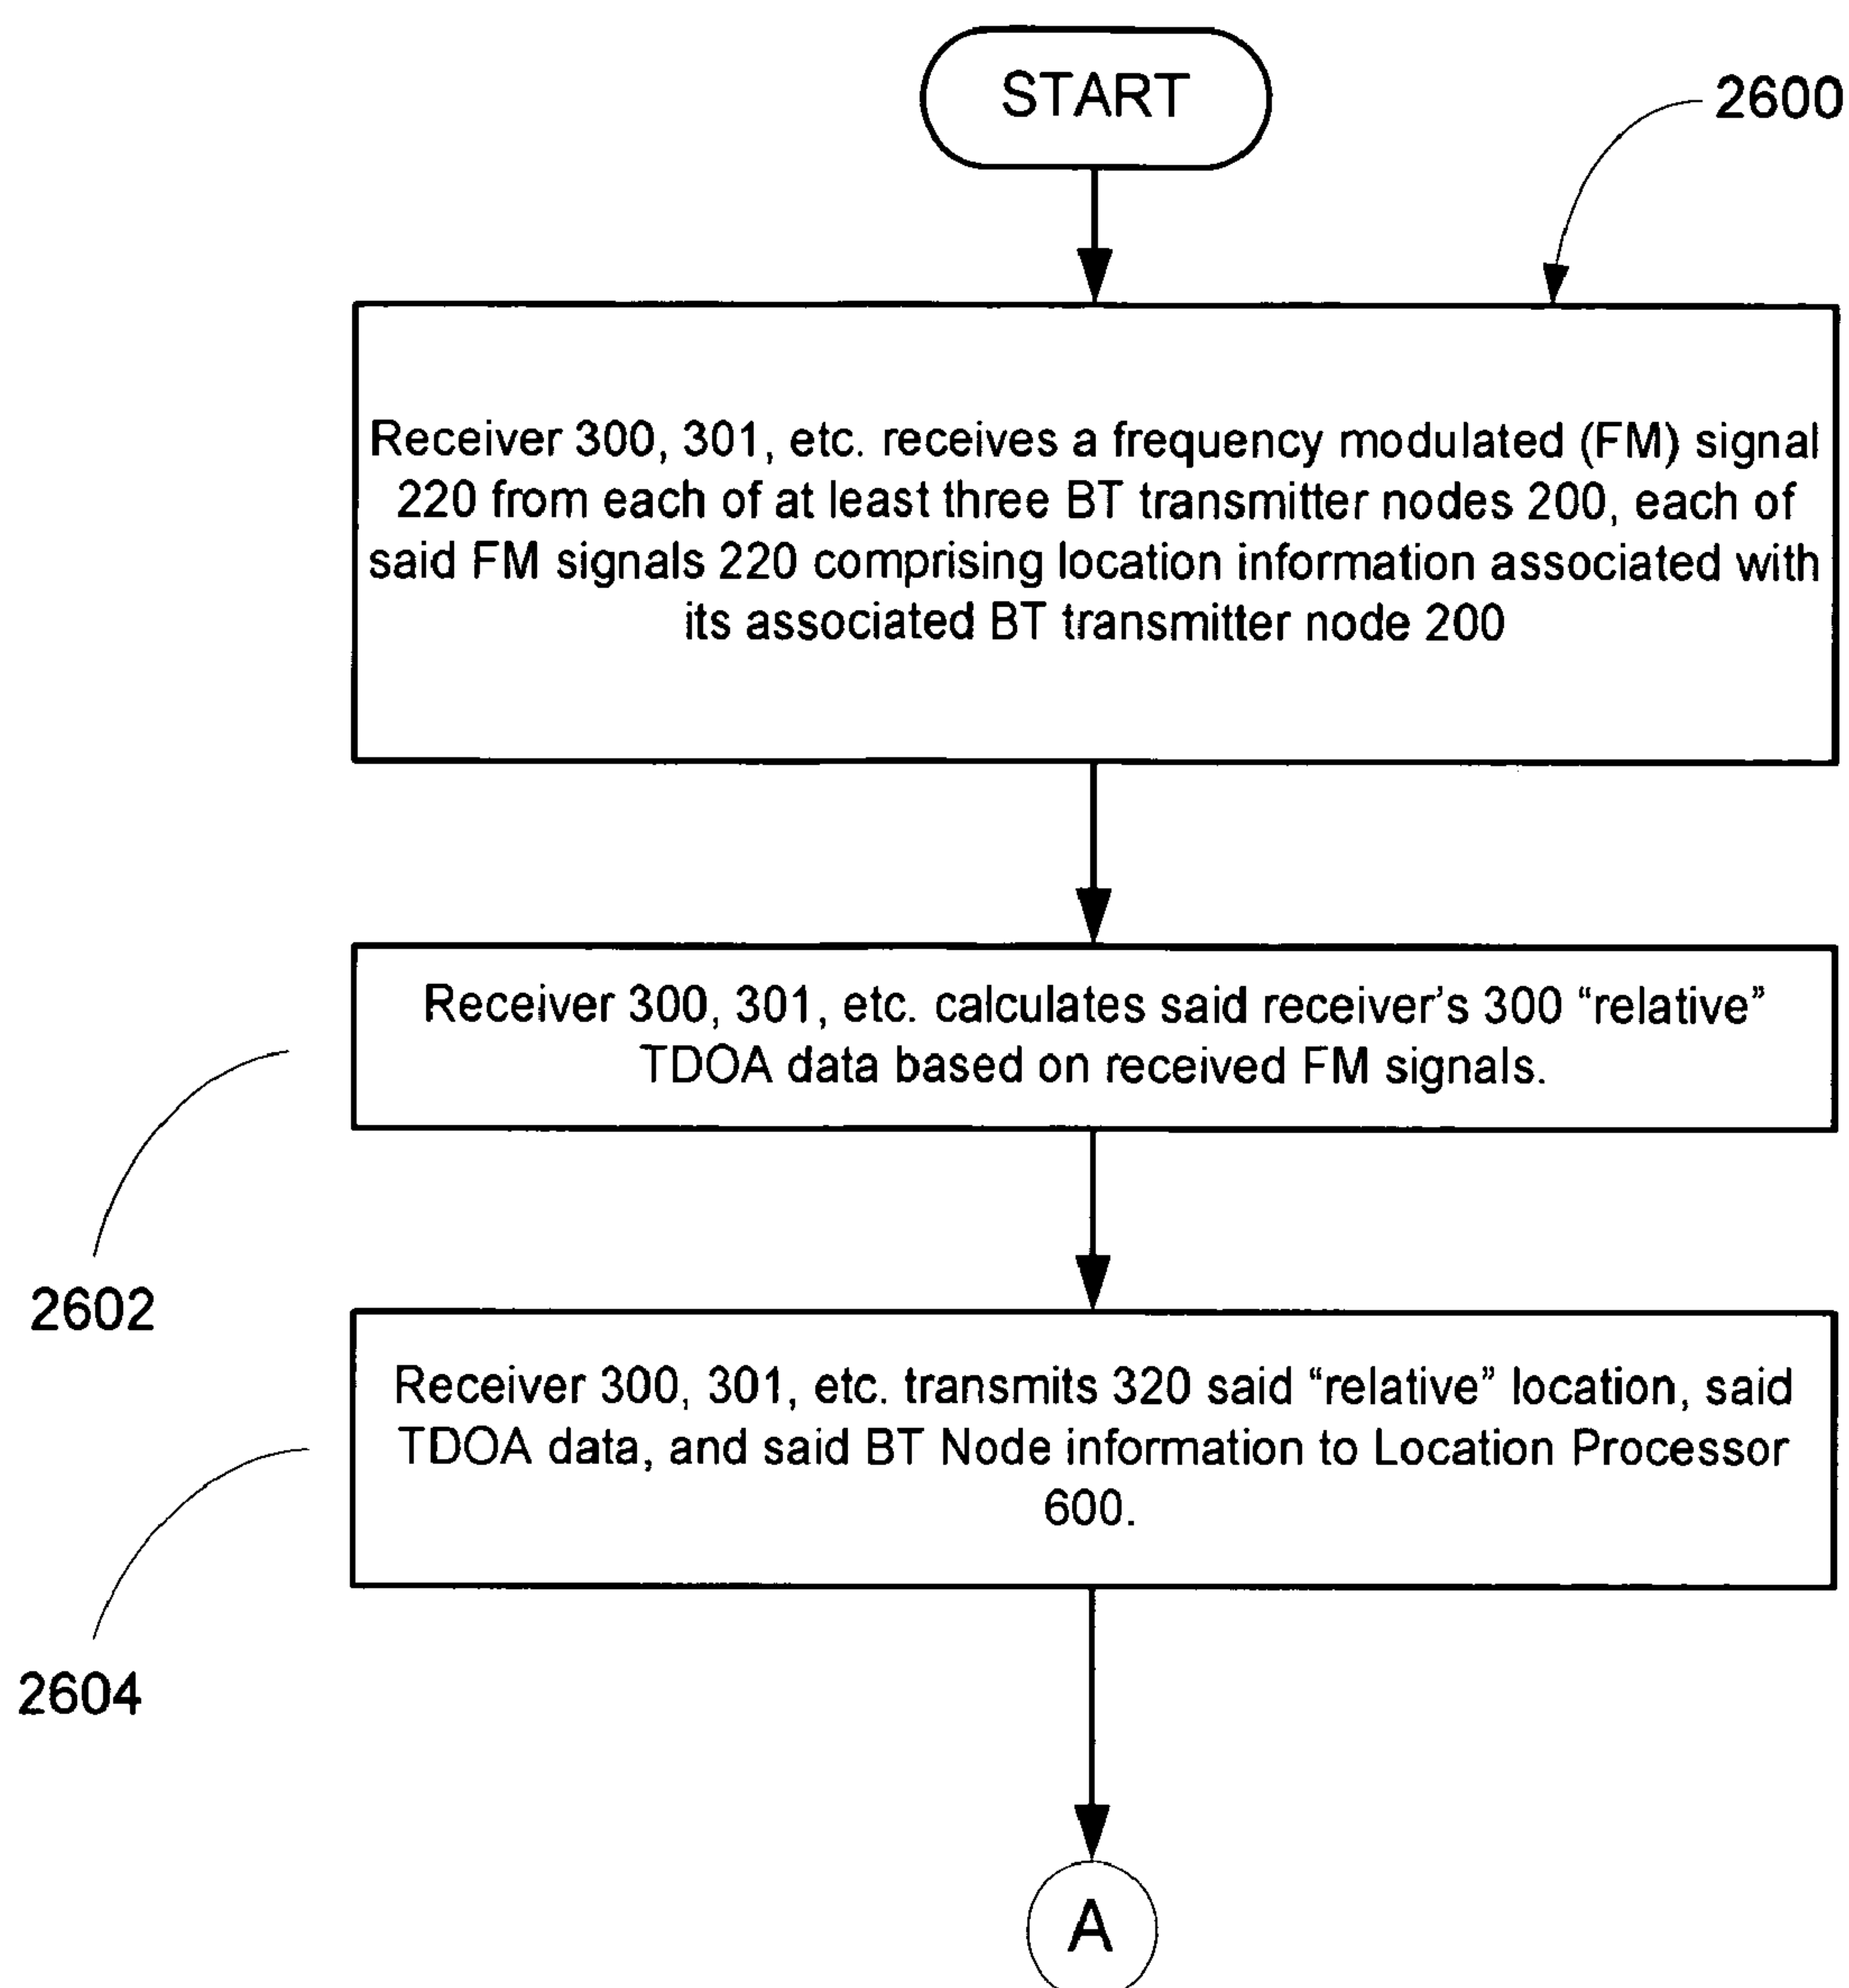 START
2600
Receiver 300, 301, etc. receives a frequency modulated (FM) signal
220 from each of at least three BT transmitter nodes 200, each of
said FM signals 220 comprising location information associated with
its associated BT transmitter node 200
Receiver 300, 301, etc. calculates said receiver's 300 “relative”
TDOA data based on received FM signals.
2602
Receiver 300, 301, etc. transmits 320 said “relative” location, said
TDOA data, and said BT Node information to Location Processor
600.
2604
A